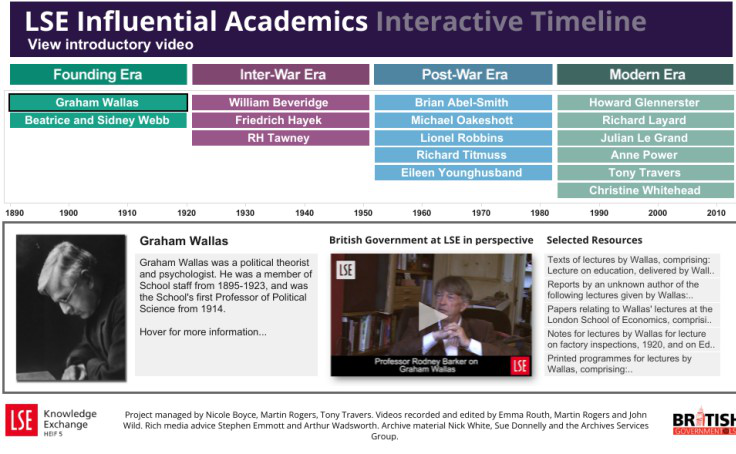 LSE Influential Academics Interactive Timeline
View introductory video
Founding Era
Inter-War Era
Post-War Era
Modern Era
Graham Wallas
William Beveridge
Brian Abel-Smith
Howard Glennerster
Beatrice and Sidney Webb
Friedrich Hayek
Michael Oakeshott
Richard Layard
RH Tawney
Lionel Robbins
Julian Le Grand
Richard Titmuss
Anne Power
Eileen Younghusband
Tony Travers
Christine Whitehead
1890 1900 1910 1920 1930 1940 1950 1960 1970 1980 1990 2000 2010
Graham Wallas
Graham Wallas was a political theorist
and psychologist. He was a member of
School staff from 1895-1923, and was
the School's first Professor of Political
Science from 1914.
Hover for more information...
British Government at LSE in perspective
LSE
Professor Rodney Barker on
Graham Wallas
LSE
Selected Resources
Texts of lectures by Wallas, comprising:
Lecture on education, delivered by Wall..
Reports by an unknown author of the
following lectures given by Wallas:..
Papers relating to Wallas' lectures at the
London School of Economics, comprisi..
Notes for lectures by Wallas for lecture
on factory inspections, 1920, and on Ed..
Printed programmes for lectures by
Wallas, comprising:..
LSE
Knowledge
Exchange
HEIF 5
Project managed by Nicole Boyce, Martin Rogers, Tony Travers. Videos recorded and edited by Emma Routh, Martin Rogers and John
Wild. Rich media advice Stephen Emmott and Arthur Wadsworth. Archive material Nick White, Sue Donnelly and the Archives Services
Group.
BRITISH
GOVERNMENT@LSE